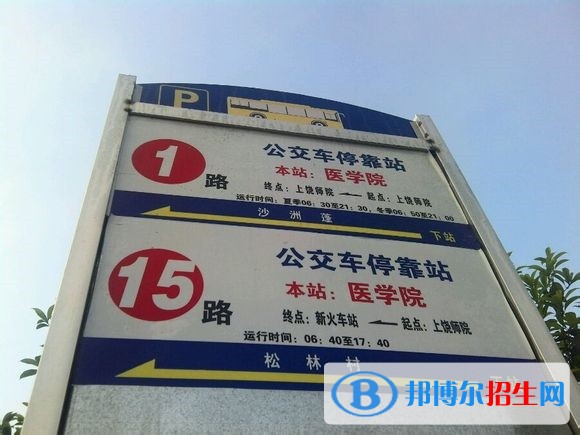 P
1路
公交车停靠站
本站:医学院
终点:上饶师院 起点:上饶师院
运行时间:夏季06:30至21:30,冬季06:50至21:00
沙洲蓬
下站
15路
公交车停靠站
本站:医学院
终点:新火车站 起点:上饶师院
运行时间:06:40至17:40
松林村
B 邦博尔招生网